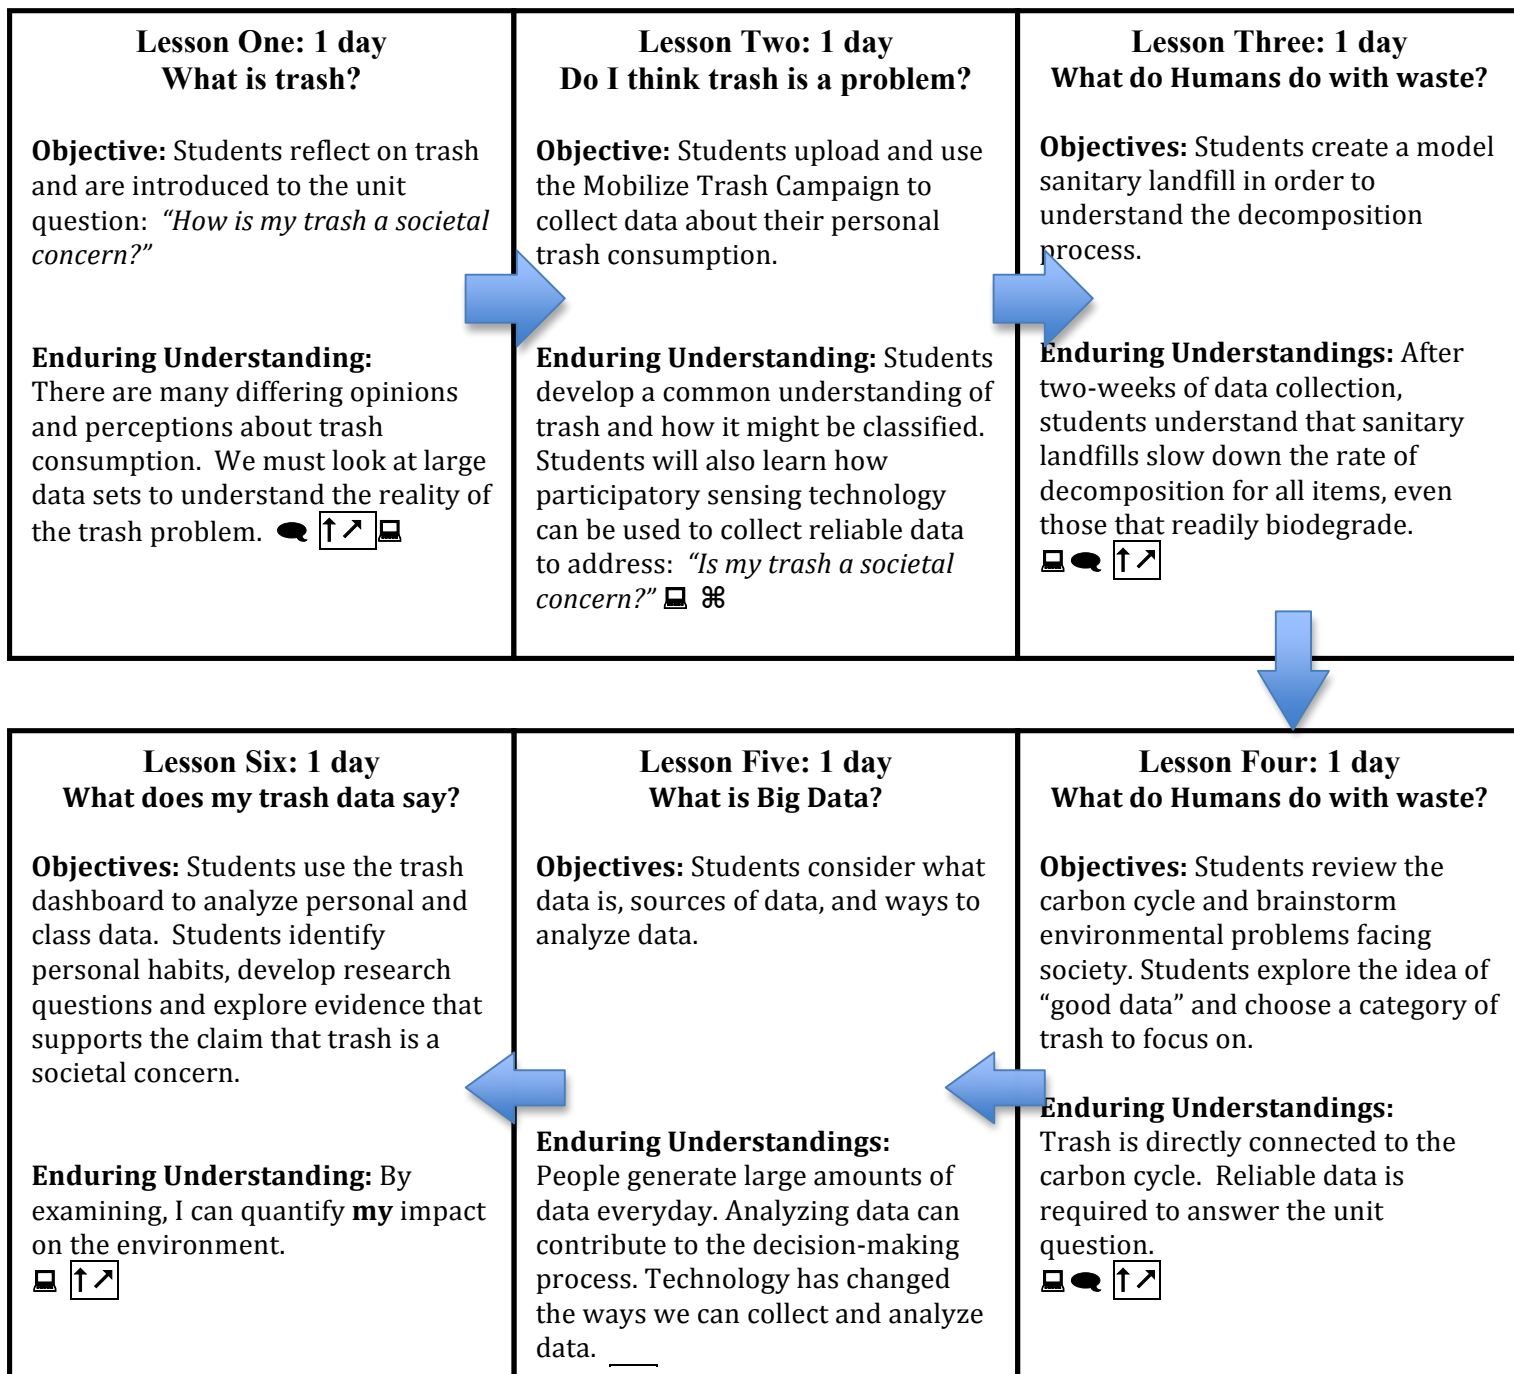 Lesson One: 1 day
What is trash?
Objective: Students reflect on trash
and are introduced to the unit
question: “How is my trash a societal
concern?”
Enduring Understanding:
There are many differing opinions
and perceptions about trash
consumption. We must look at large
data sets to understand the reality of
the trash problem.
Lesson Two: 1 day
Do I think trash is a problem?
Objective: Students upload and use
the Mobilize Trash Campaign to
collect data about their personal
trash consumption.
Enduring Understanding: Students
develop a common understanding of
trash and how it might be classified.
Students will also learn how
participatory sensing technology
can be used to collect reliable data
to address: “Is my trash a societal
concern?” ⌘
Lesson Three: 1 day
What do Humans do with waste?
Objectives: Students create a model
sanitary landfill in order to
understand the decomposition
process.
Enduring Understandings: After
two-weeks of data collection,
students understand that sanitary
landfills slow down the rate of
decomposition for all items, even
those that readily biodegrade.
Lesson Six: 1 day
What does my trash data say?
Objectives: Students use the trash
dashboard to analyze personal and
class data. Students identify
personal habits, develop research
questions and explore evidence that
supports the claim that trash is a
societal concern.
Enduring Understanding: By
examining, I can quantify my impact
on the environment.
Lesson Five: 1 day
What is Big Data?
Objectives: Students consider what
data is, sources of data, and ways to
analyze data.
Enduring Understandings:
People generate large amounts of
data everyday. Analyzing data can
contribute to the decision-making
process. Technology has changed
the ways we can collect and analyze
data.
Lesson Four: 1 day
What do Humans do with waste?
Objectives: Students review the
carbon cycle and brainstorm
environmental problems facing
society. Students explore the idea of
“good data” and choose a category of
trash to focus on.
Enduring Understandings:
Trash is directly connected to the
carbon cycle. Reliable data is
required to answer the unit
question.